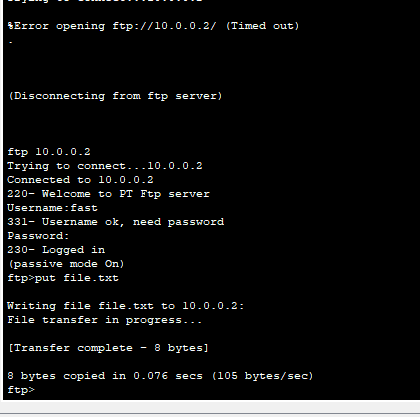 %Error opening ftp://10.0.0.2/ (Timed out)
.
(Disconnecting from ftp server)
ftp 10.0.0.2
Trying to connect...10.0.0.2
Connected to 10.0.0.2
220- Welcome to PT Ftp server
Username:fast
331- Username ok, need password
Password:
230- Logged in
(passive mode On)
ftp>put file.txt
Writing file file.txt to 10.0.0.2:
File transfer in progress...
[Transfer complete - 8 bytes]
8 bytes copied in 0.076 secs (105 bytes/sec)
ftp>